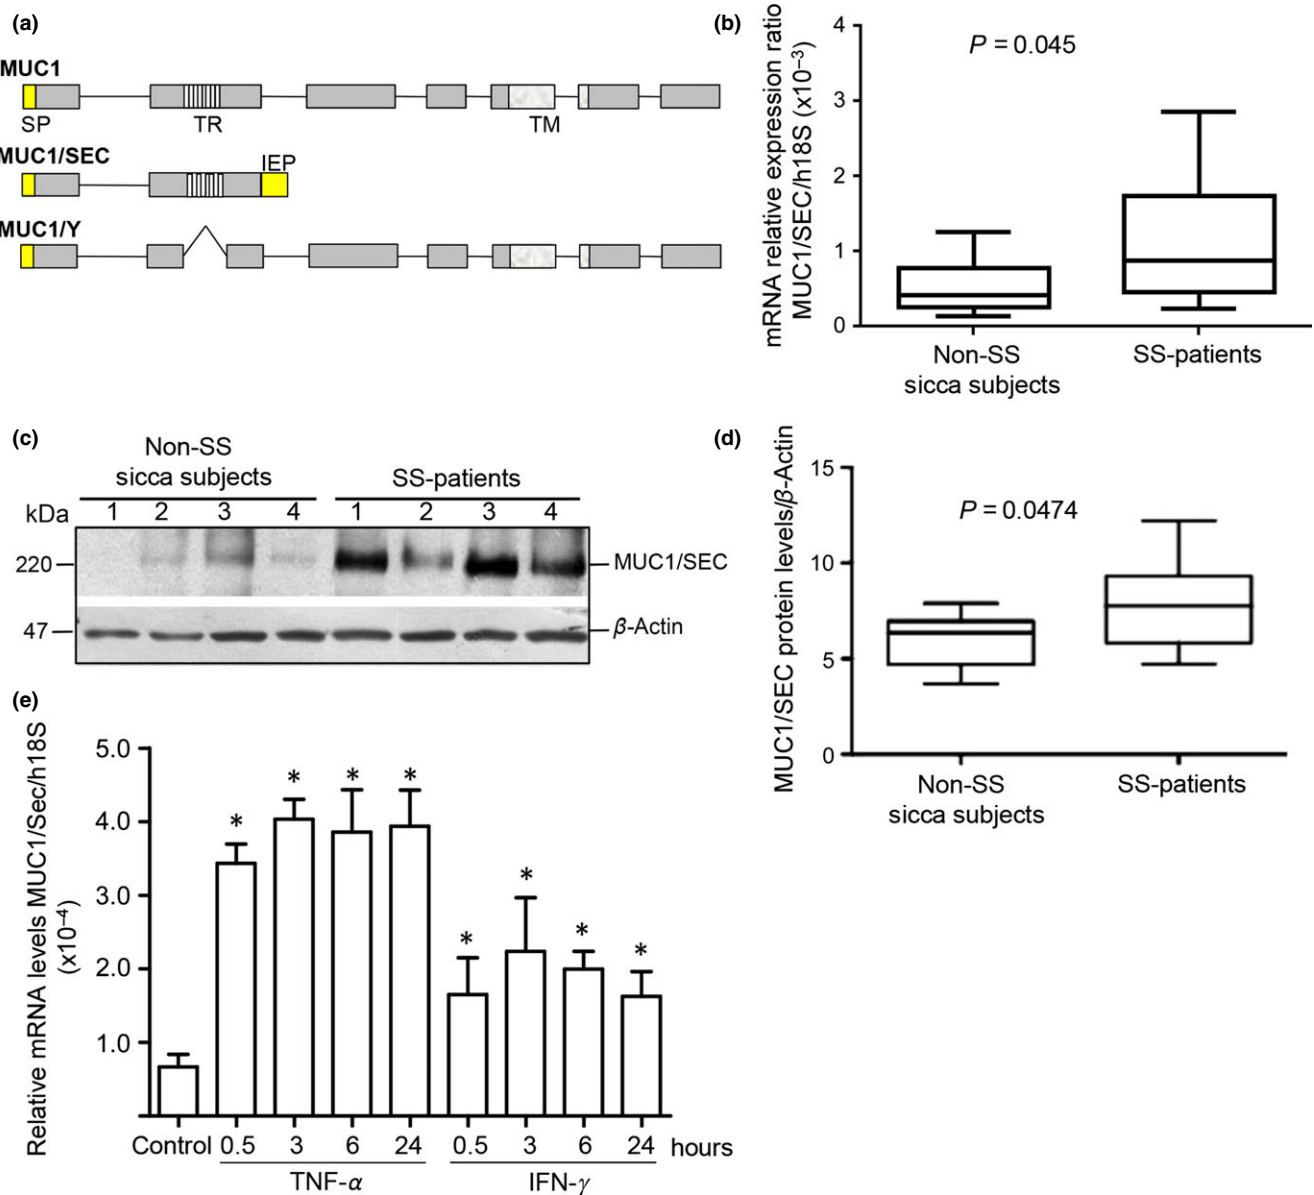 (a)
MUC1
SP TR TM
MUC1/SEC
IEP
MUC1/Y
(b)
mRNA relative expression ratio
MUC1/SEC/h18S (x10⁻³)
4
3
2
1
0
P = 0.045
Non-SS
sicca subjects
SS-patients
(c)
Non-SS
sicca subjects
SS-patients
kDa
1 2 3 4 1 2 3 4
220
MUC1/SEC
47
β-Actin
(d)
MUC1/SEC protein levels/β-Actin
15
10
5
0
P = 0.0474
Non-SS
sicca subjects
SS-patients
(e)
Relative mRNA levels MUC1/Sec/h18S
(x10⁻⁴)
5.0
4.0
3.0
2.0
1.0
* * * * * * * *
Control 0.5 3 6 24 0.5 3 6 24 hours
TNF-α IFN-γ